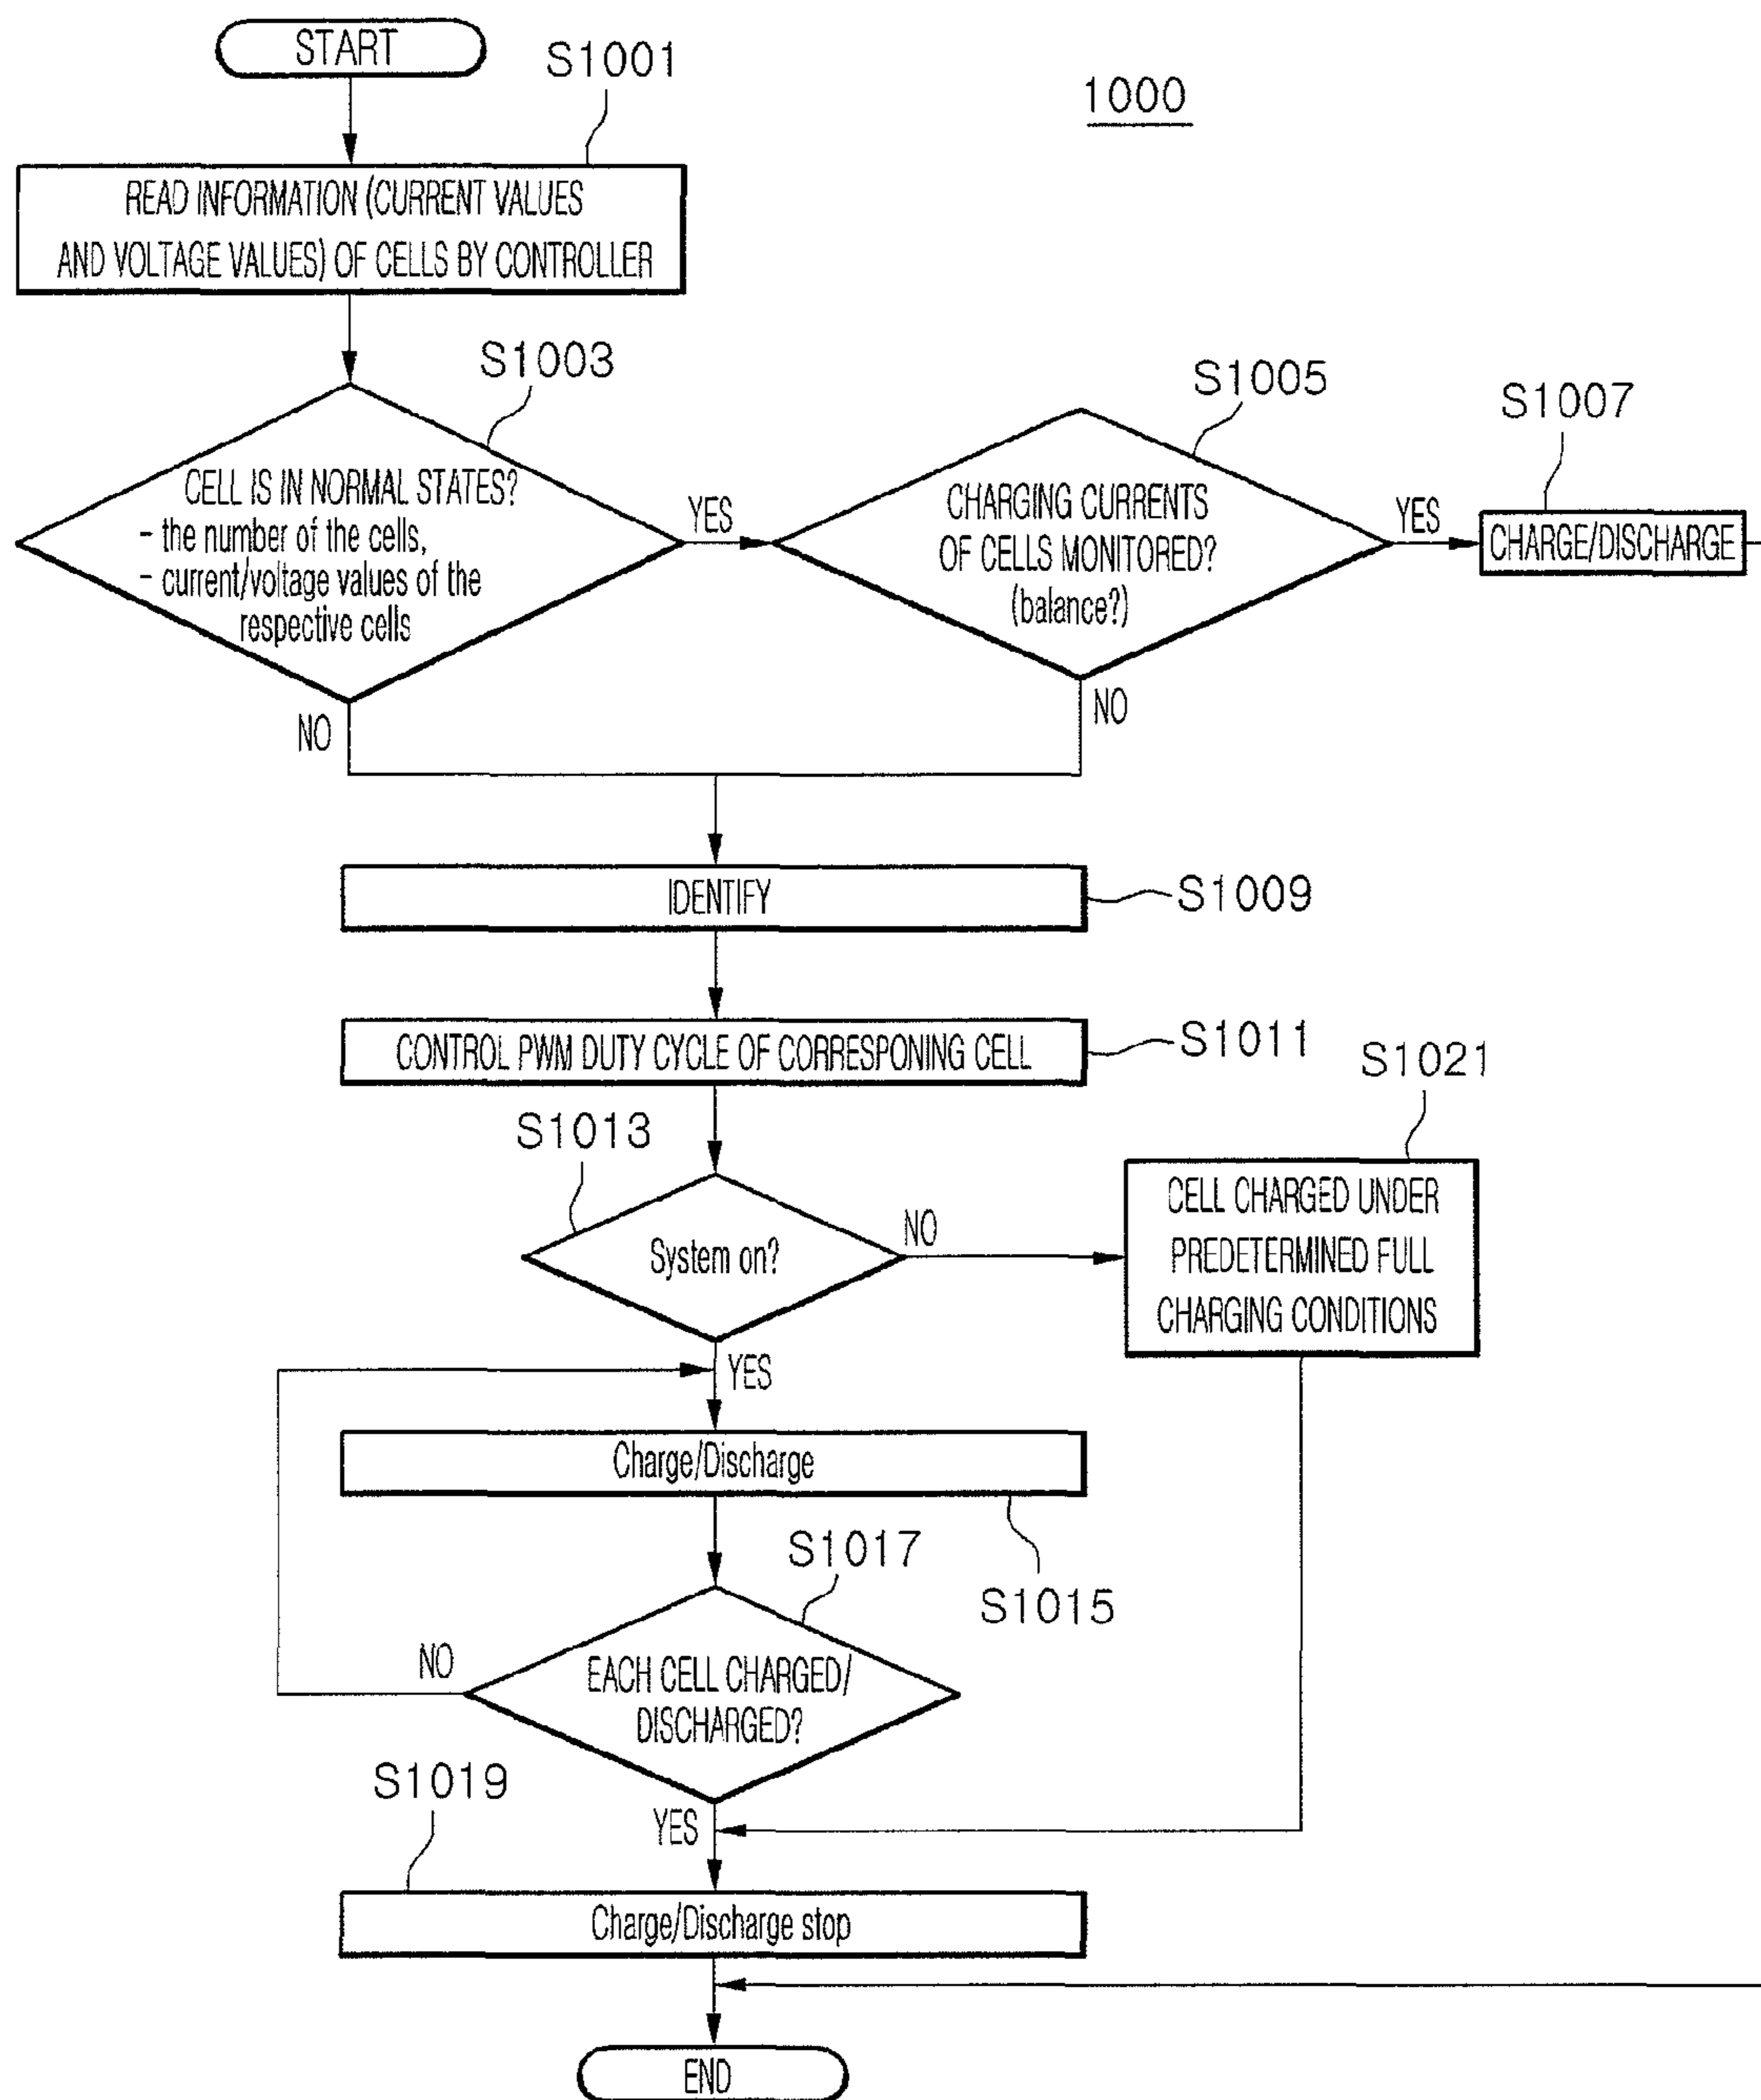 START
S1001
1000
READ INFORMATION (CURRENT VALUES
AND VOLTAGE VALUES) OF CELLS BY CONTROLLER
S1003
CELL IS IN NORMAL STATES?
- the number of the cells,
- current/voltage values of the
respective cells
YES
NO
S1005
CHARGING CURRENTS
OF CELLS MONITORED?
(balance?)
YES
NO
S1007
CHARGE/DISCHARGE
IDENTIFY
S1009
CONTROL PWM DUTY CYCLE OF CORRESPONING CELL
S1011
S1013
System on?
NO
YES
S1021
CELL CHARGED UNDER
PREDETERMINED FULL
CHARGING CONDITIONS
Charge/Discharge
S1015
S1017
EACH CELL CHARGED/
DISCHARGED?
NO
YES
S1019
Charge/Discharge stop
END